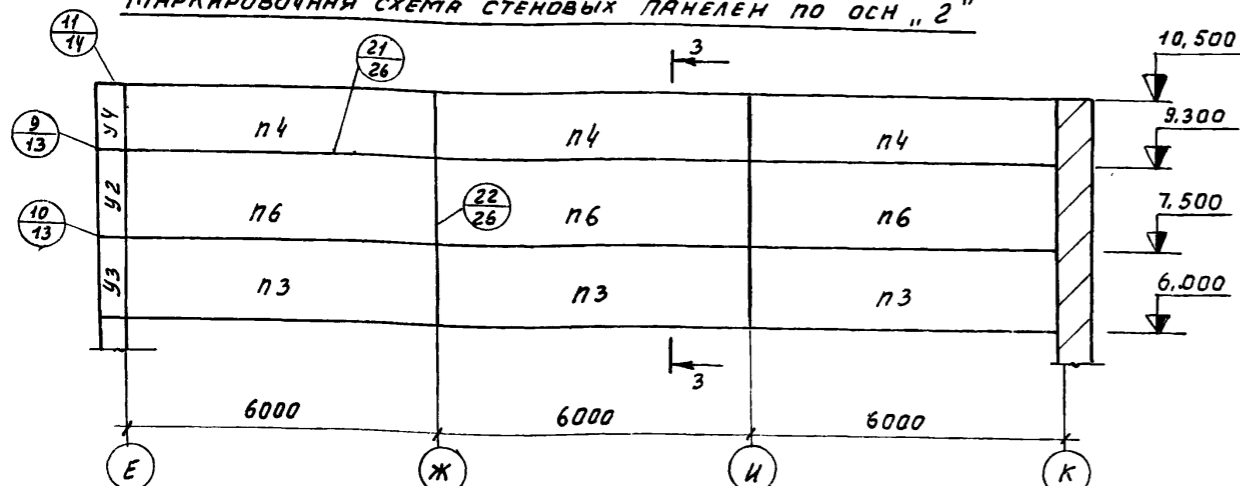 МАРКИРОВОЧНАЯ СХЕМА СТЕНОВЫХ ПАНЕЛЕЙ ПО ОСИ „2"
11
14
21
26
3
10,500
У4
п4
п4
п4
9
13
9.300
У2
п6
22
26
п6
п6
10
13
7.500
У3
п3
п3
п3
6.000
3
6000
6000
6000
Е
Ж
И
К